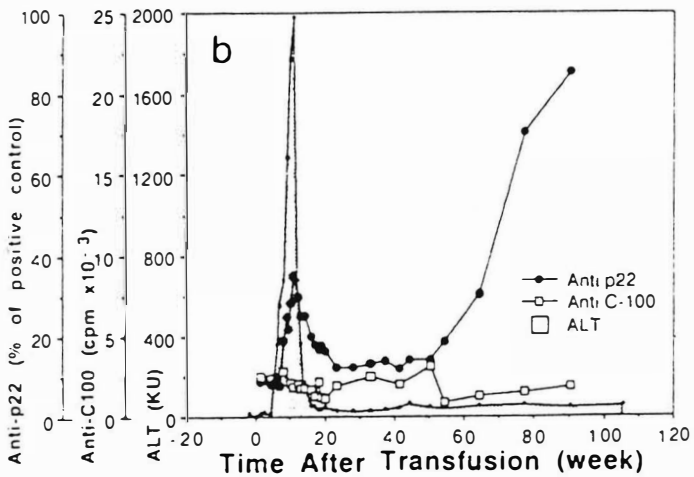 b
100
80
60
40
20
0
Anti-p22 (% of positive control)
25
20
15
10
5
0
Anti-C100 (cpm x10-3)
2000
1600
1200
800
400
0
ALT (KU)
Anti p22
Anti C-100
ALT
-20 0 20 40 60 80 100 120
Time After Transfusion (week)